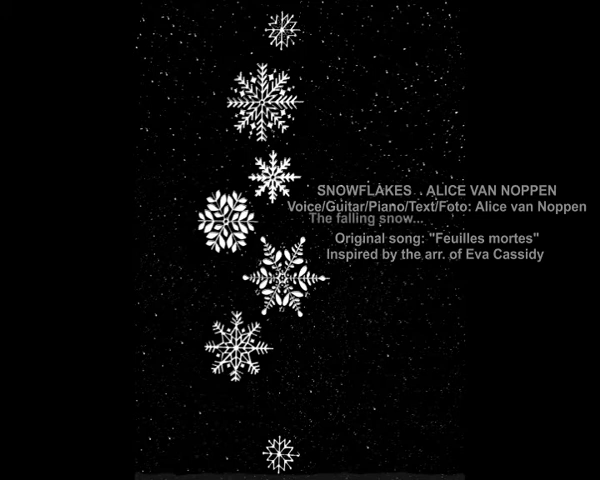 SNOWFLAKES . ALICE VAN NOPPEN
Voice/Guitar/Piano/Text/Foto: Alice van Noppen
The falling snow...
Original song: "Feuilles mortes"
Inspired by the arr. of Eva Cassidy